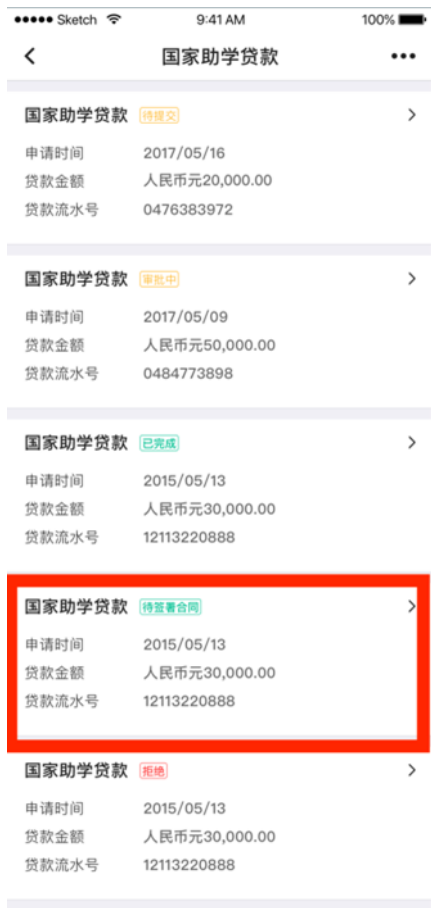 Sketch 9:41 AM 100%
国家助学贷款
国家助学贷款 待提交
申请时间 2017/05/16
贷款金额 人民币元20,000.00
贷款流水号 0476383972
国家助学贷款 审批中
申请时间 2017/05/09
贷款金额 人民币元50,000.00
贷款流水号 0484773898
国家助学贷款 已完成
申请时间 2015/05/13
贷款金额 人民币元30,000.00
贷款流水号 12113220888
国家助学贷款 待签署合同
申请时间 2015/05/13
贷款金额 人民币元30,000.00
贷款流水号 12113220888
国家助学贷款 拒绝
申请时间 2015/05/13
贷款金额 人民币元30,000.00
贷款流水号 12113220888